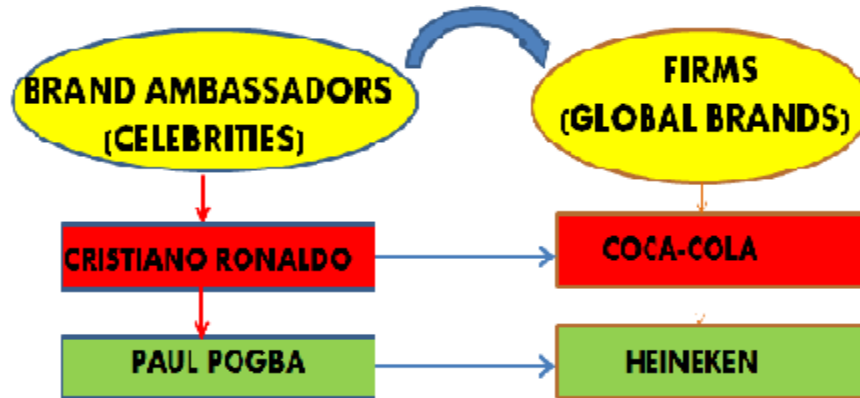 BRAND AMBASSADORS
(CELEBRITIES)
FIRMS
(GLOBAL BRANDS)
CRISTIANO RONALDO
COCA-COLA
PAUL POGBA
HEINEKEN